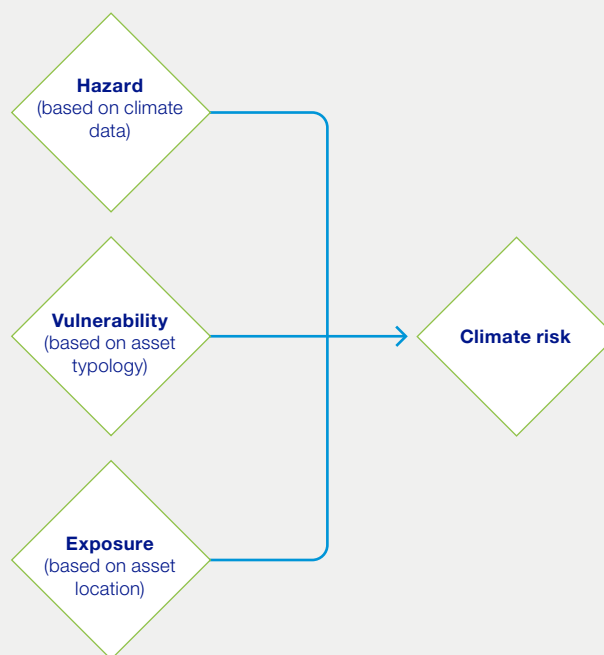 Hazard
(based on climate
data)
Vulnerability
(based on asset
typology)
Climate risk
Exposure
(based on asset
location)